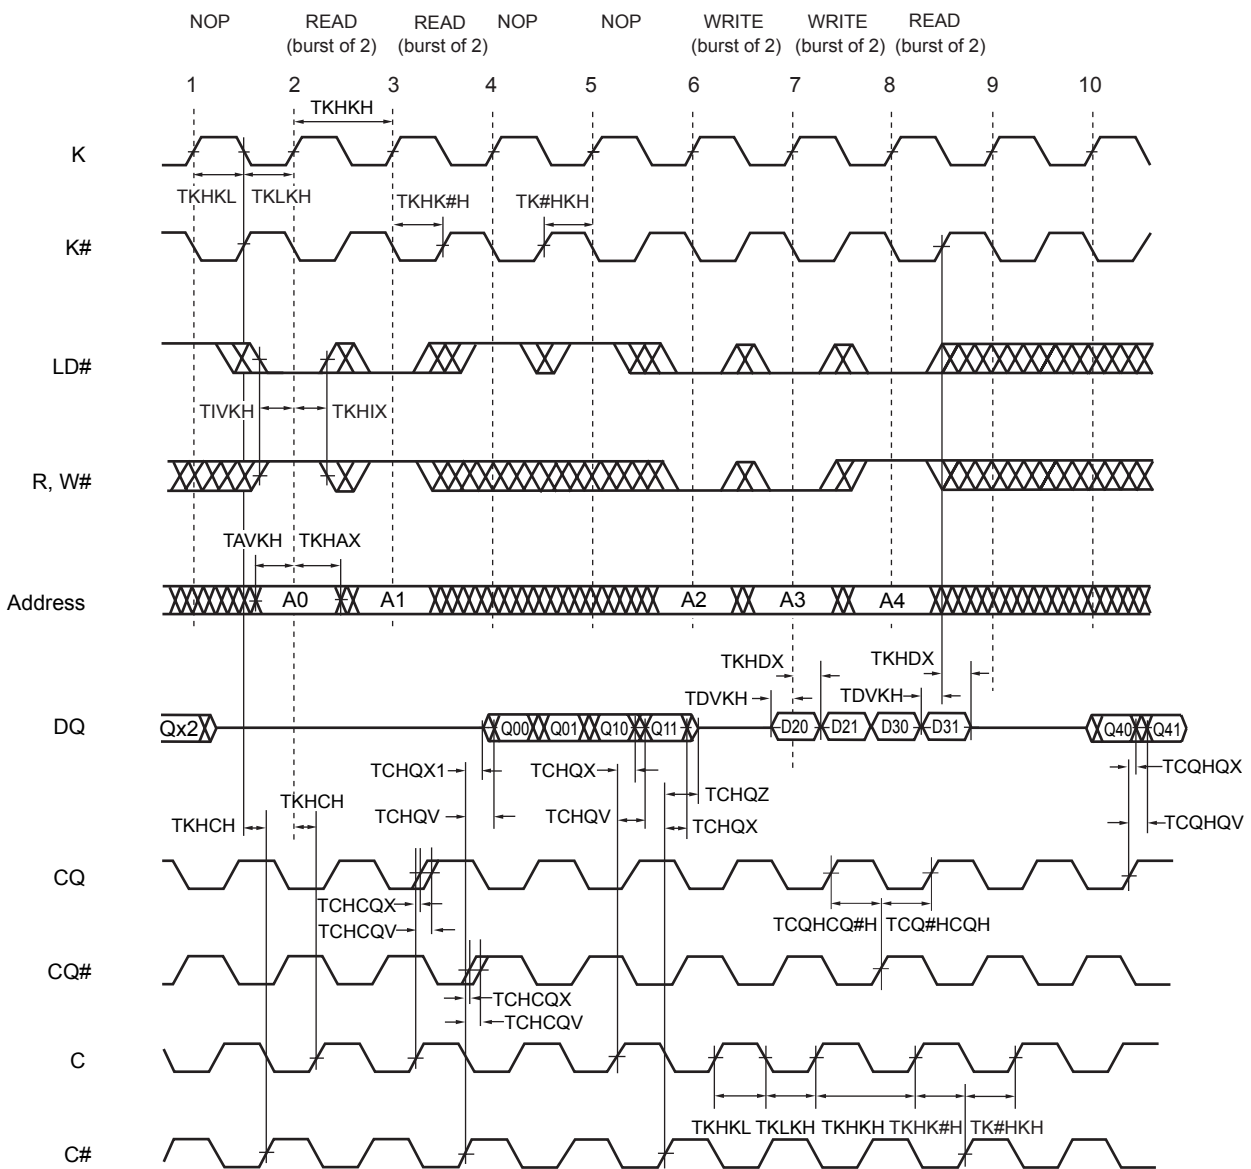 NOP READ READ NOP NOP WRITE WRITE READ
(burst of 2) (burst of 2) (burst of 2) (burst of 2) (burst of 2)
1 2 3 4 5 6 7 8 9 10
TKHKH
K
TKHKL TKLKH TKHK#H TK#HKH
K#
LD#
TIVKH TKHIX
R, W#
TAVKH TKHAX
Address A0 A1 A2 A3 A4
TKHDX TKHDX
TDVKH TDVKH
DQ Qx2 Q00 Q01 Q10 Q11 D20 D21 D30 D31 Q40 Q41
TCHQX1 TCHQX TCQHQX
TKHCH TCHQZ
TKHCH TCHQV TCHQV TCHQX TCQHQV
CQ
TCHCQX
TCHCQV TCQHCQ#H TCQ#HCQH
CQ#
TCHCQX
TCHCQV
C
TKHKL TKLKH TKHKH TKHK#H TK#HKH
C#